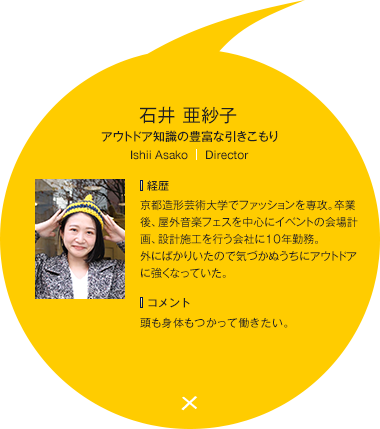 石井 亜紗子
アウトドア知識の豊富な引きこもり
Ishii Asako | Director
経歴
京都造形芸術大学でファッションを専攻。卒業
後、屋外音楽フェスを中心にイベントの会場計
画、設計施工を行う会社に10年勤務。
外にばかりいたので気づかぬうちにアウトドア
に強くなっていた。
コメント
頭も身体もつかって働きたい。